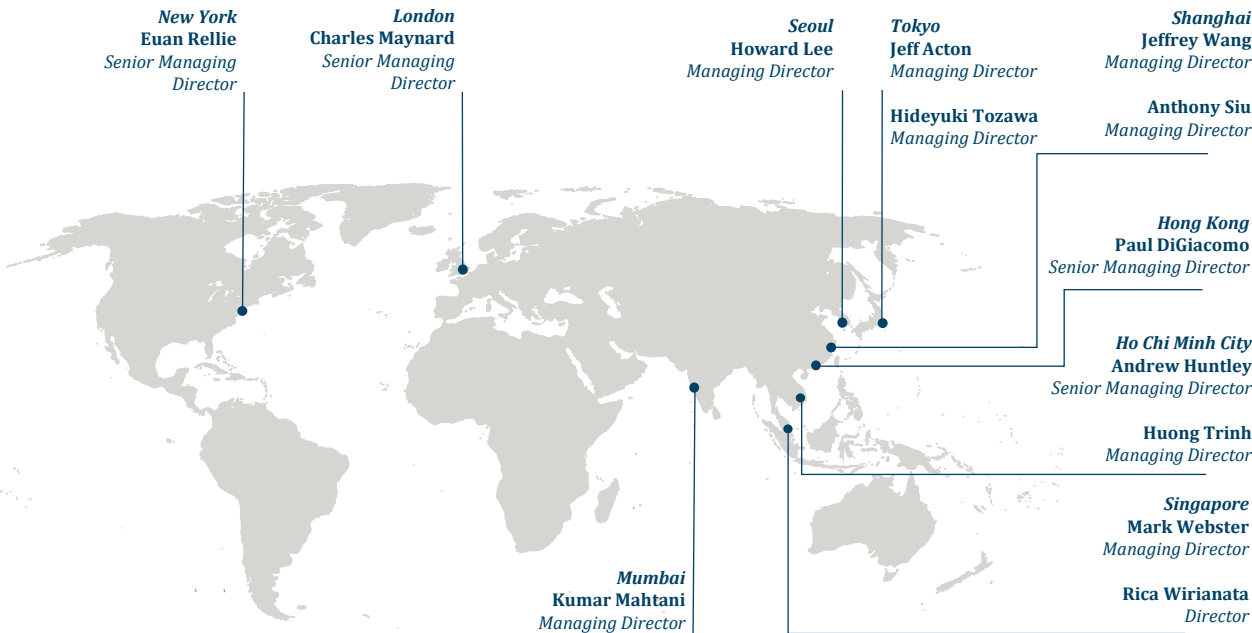 New York
Euan Rellie
Senior Managing
Director
London
Charles Maynard
Senior Managing
Director
Seoul
Howard Lee
Managing Director
Tokyo
Jeff Acton
Managing Director
Hideyuki Tozawa
Managing Director
Shanghai
Jeffrey Wang
Managing Director
Anthony Siu
Managing Director
Hong Kong
Paul DiGiacomo
Senior Managing Director
Ho Chi Minh City
Andrew Huntley
Senior Managing Director
Huong Trinh
Managing Director
Singapore
Mark Webster
Managing Director
Rica Wirianata
Director
Mumbai
Kumar Mahtani
Managing Director